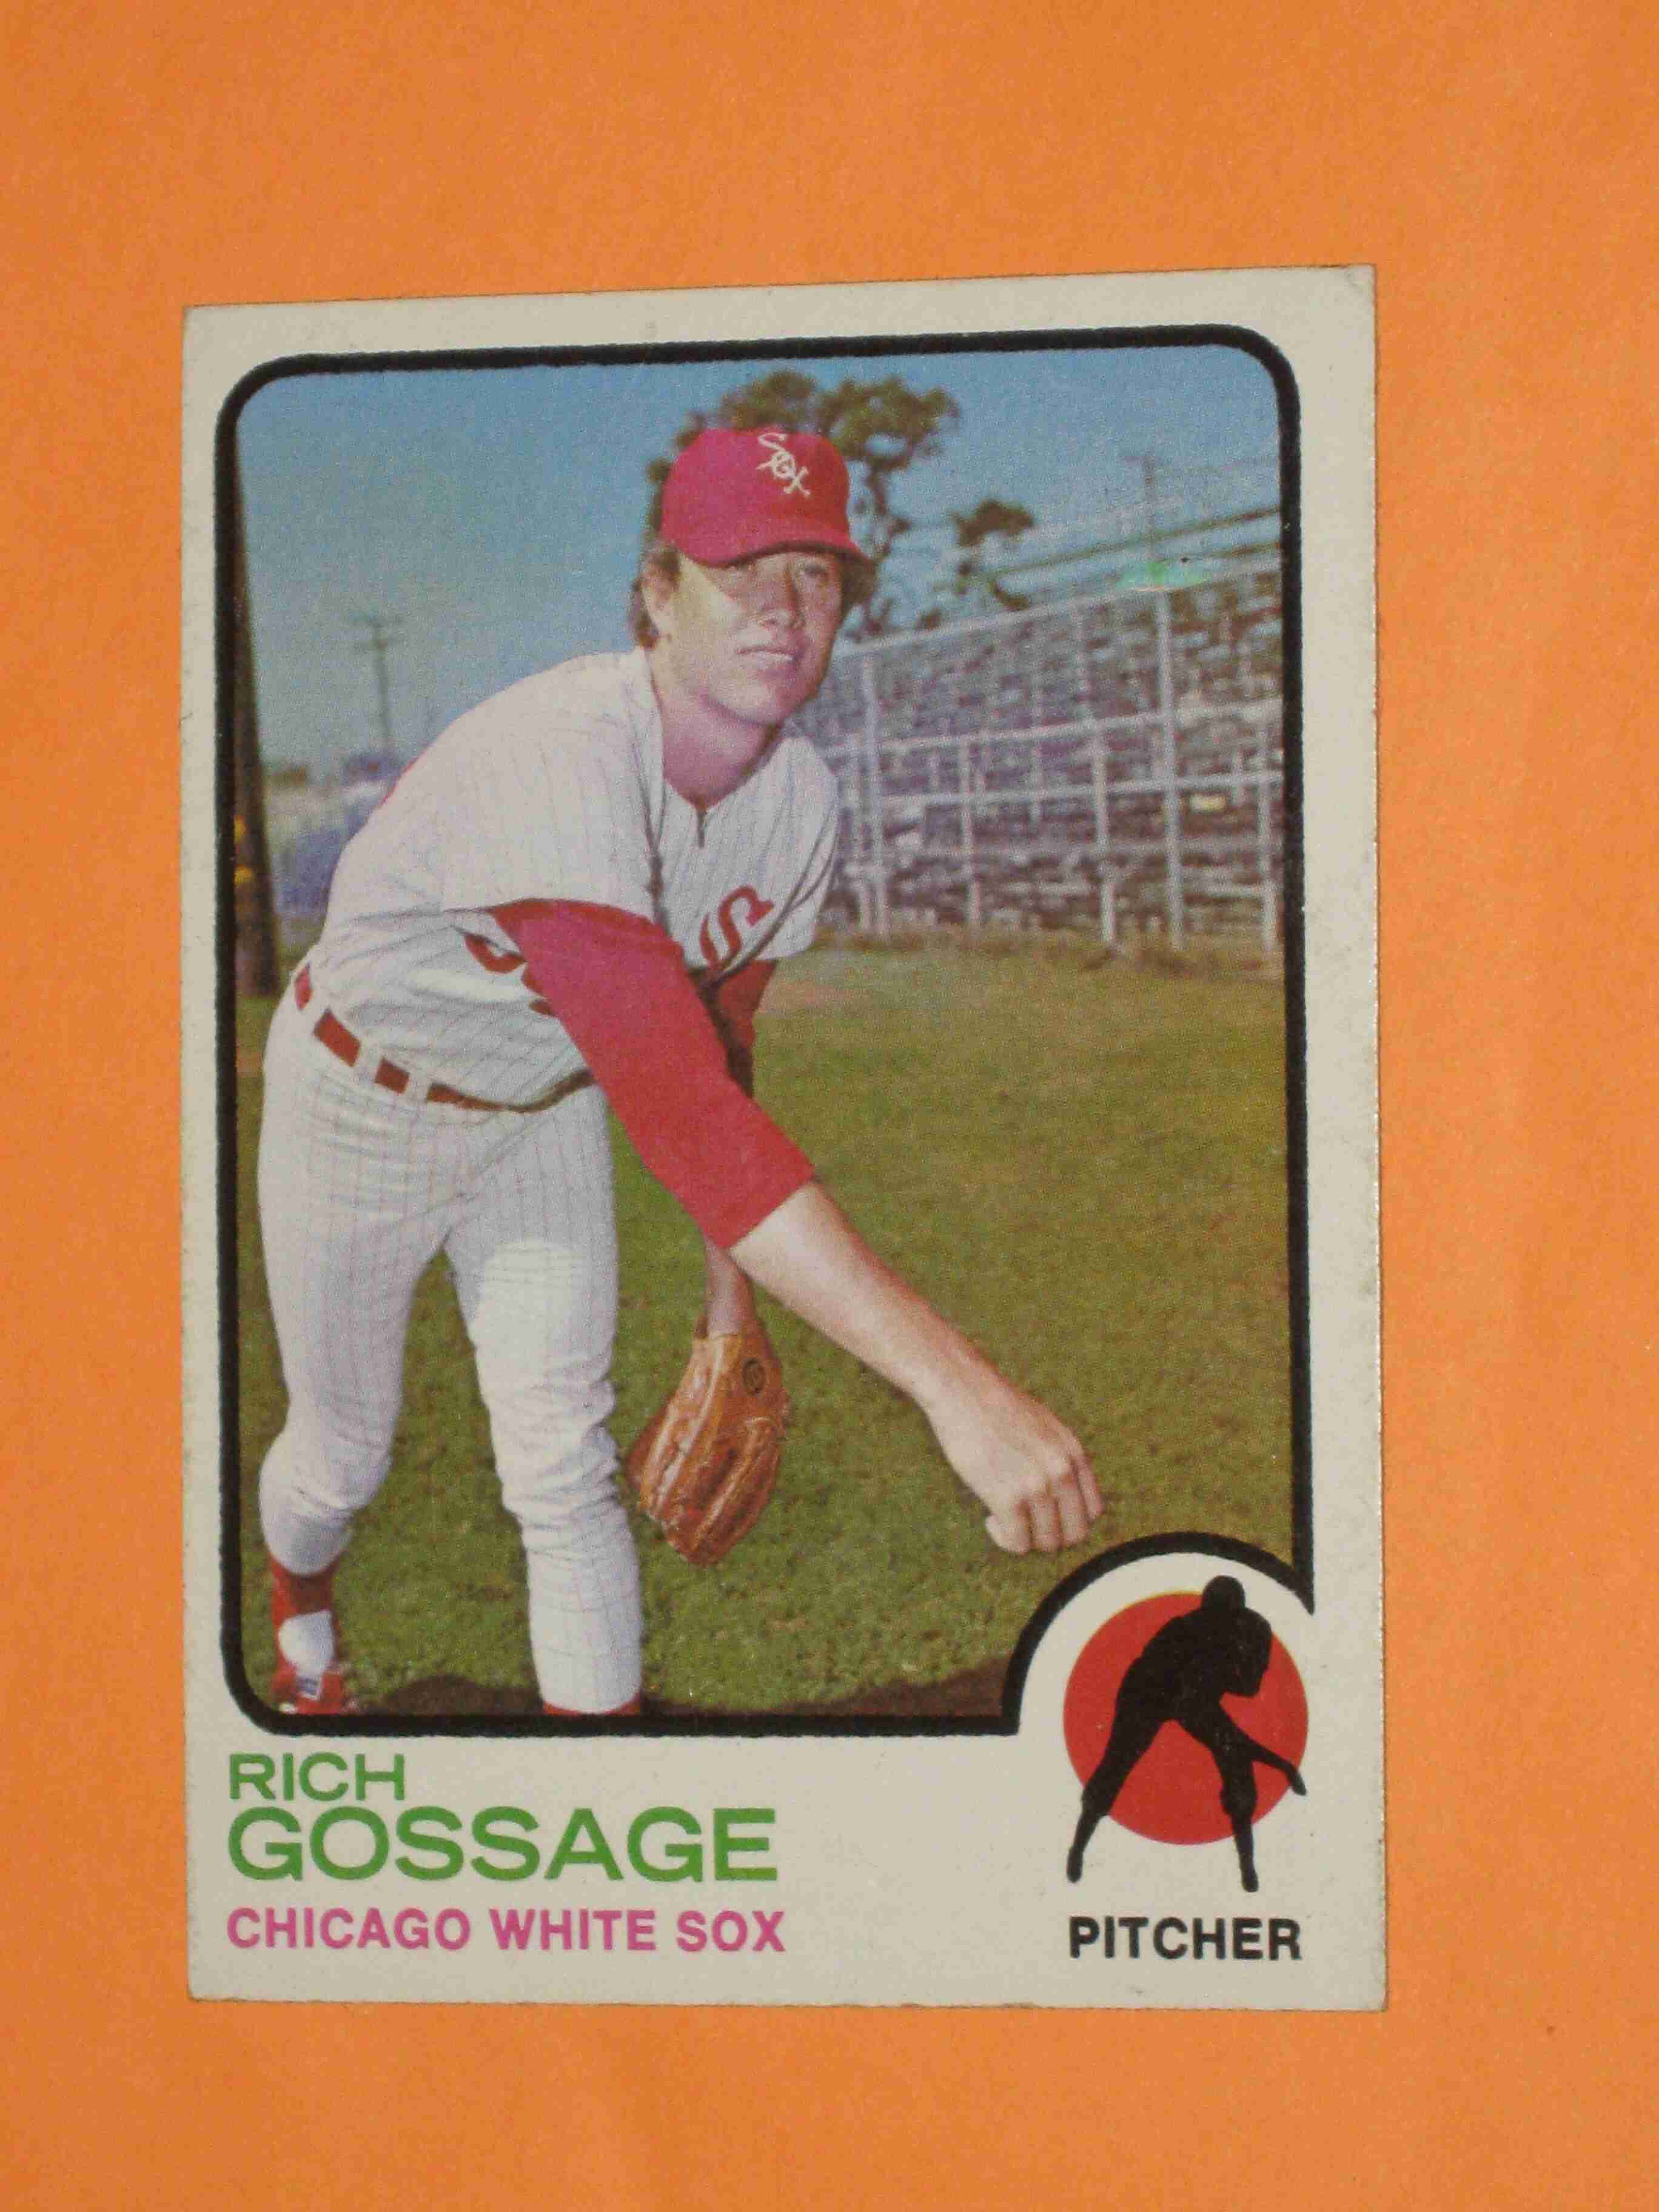 SOX
S
RICH
GOSSAGE
CHICAGO WHITE SOX
PITCHER